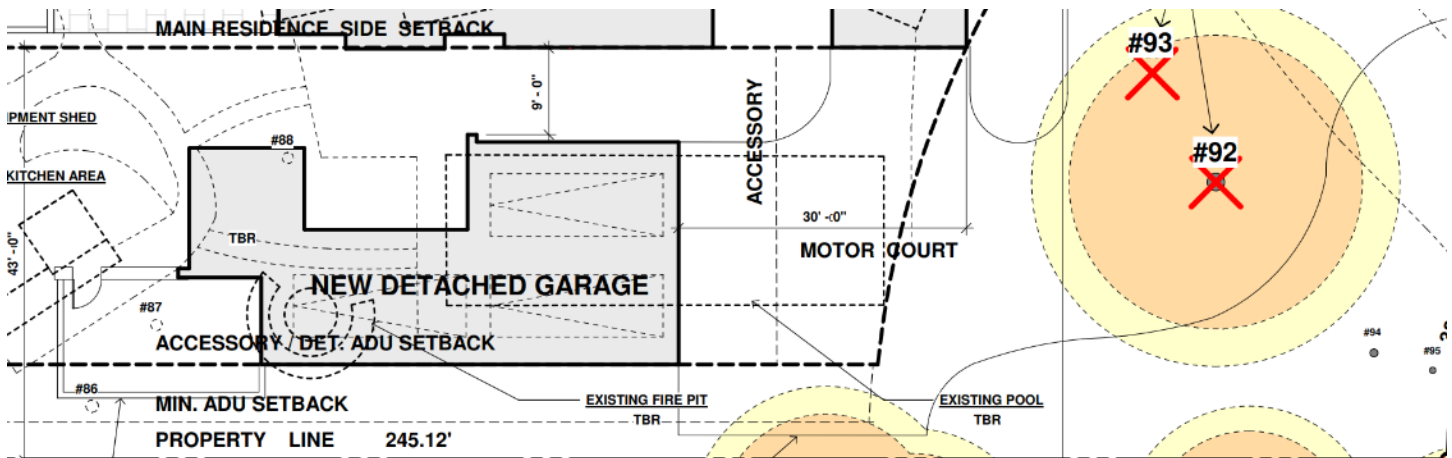 MAIN RESIDENCE SIDE SETBACK
#93
ACCESSORY
9' - 0"
#92
#88
KITCHEN AREA
30' -0"
TBR
MOTOR COURT
43' -0"
NEW DETACHED GARAGE
#87
#94
ACCESSORY / DET. ADU SETBACK
#95
#86
MIN. ADU SETBACK
EXISTING FIRE PIT
TBR
EXISTING POOL
TBR
PROPERTY LINE 245.12'